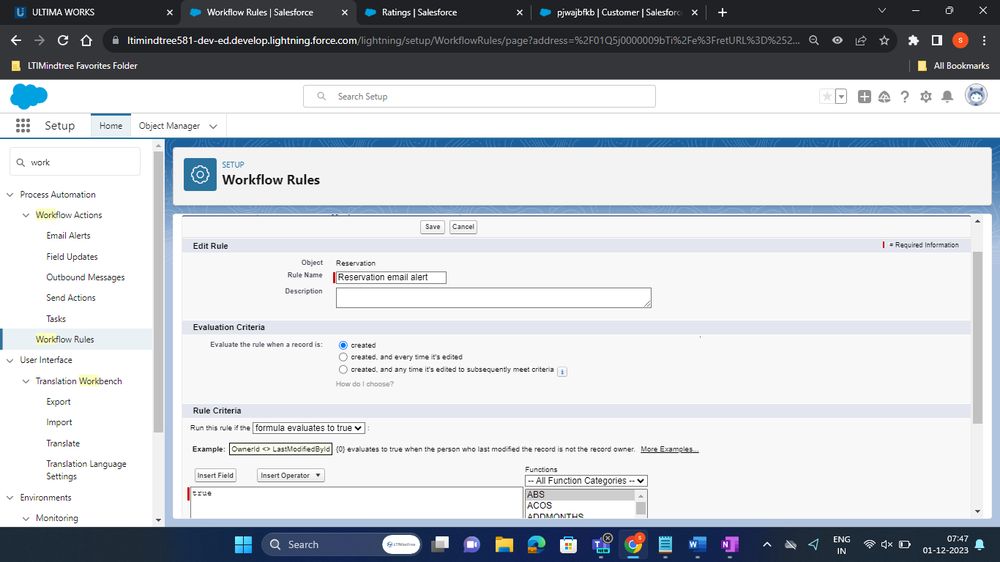 ULTIMA WORKS
Workflow Rules | Salesforce
Ratings | Salesforce
pjwajbfkb | Customer | Salesforc
ltimindtree581-dev-ed.develop.lightning.force.com/lightning/setup/WorkflowRules/page?address=%2F01Q5j0000009bTi%2Fe%3FretURL%3D%252...
S
LTIMindtree Favorites Folder
All Bookmarks
Search Setup
Setup
Home
Object Manager
work
Process Automation
Workflow Actions
Email Alerts
Field Updates
Outbound Messages
Send Actions
Tasks
Workflow Rules
User Interface
Translation Workbench
Export
Import
Translate
Translation Language
Settings
Environments
Monitoring
SETUP
Workflow Rules
Save
Cancel
Edit Rule
= Required Information
Object
Reservation
Rule Name
Reservation email alert
Description
Evaluation Criteria
Evaluate the rule when a record is:
created
created, and every time it's edited
created, and any time it's edited to subsequently meet criteria
How do I choose?
Rule Criteria
Run this rule if the formula evaluates to true :
Example: OwnerId <> LastModifiedById {0} evaluates to true when the person who last modified the record is not the record owner. More Examples...
Insert Field
Insert Operator
Functions
-- All Function Categories --
true
ABS
ACOS
ADDMONTHS
Search
LTIMindtree
NEW
S
ENG
IN
07:47
01-12-2023